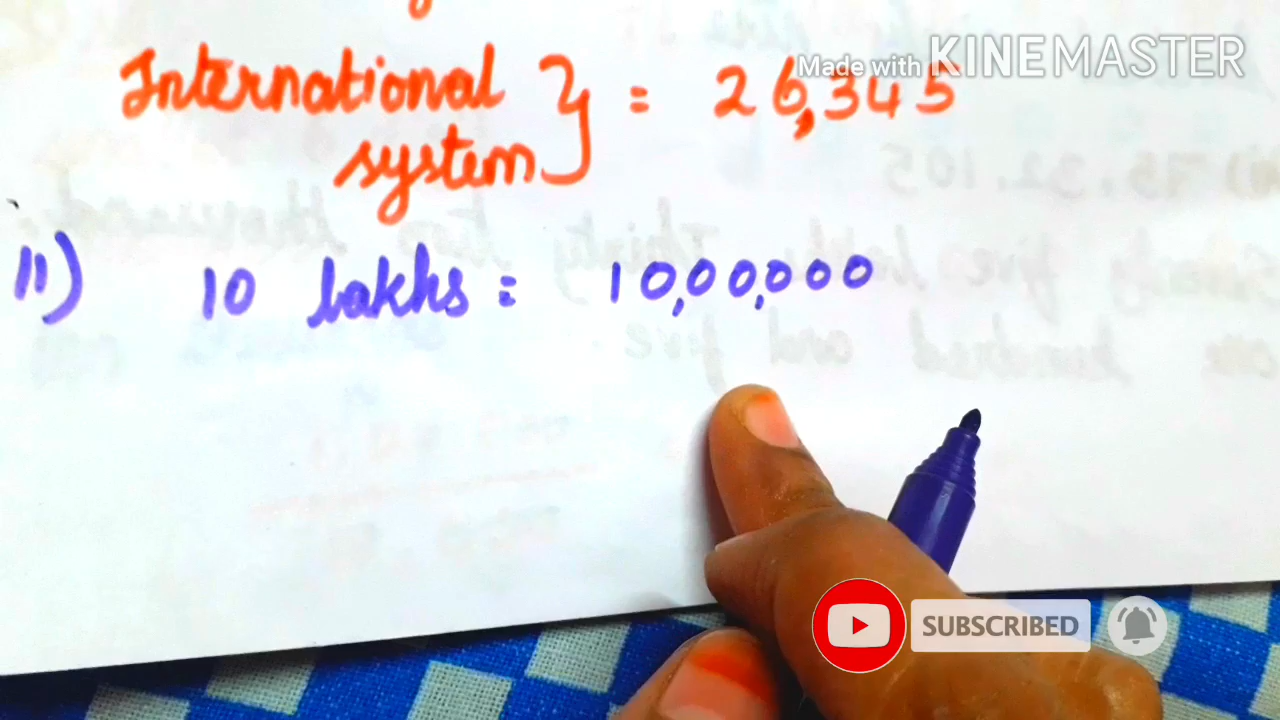 Made with KINEMASTER
International
system } = 26,345
11) 10 lakhs = 10,00,000
SUBSCRIBED